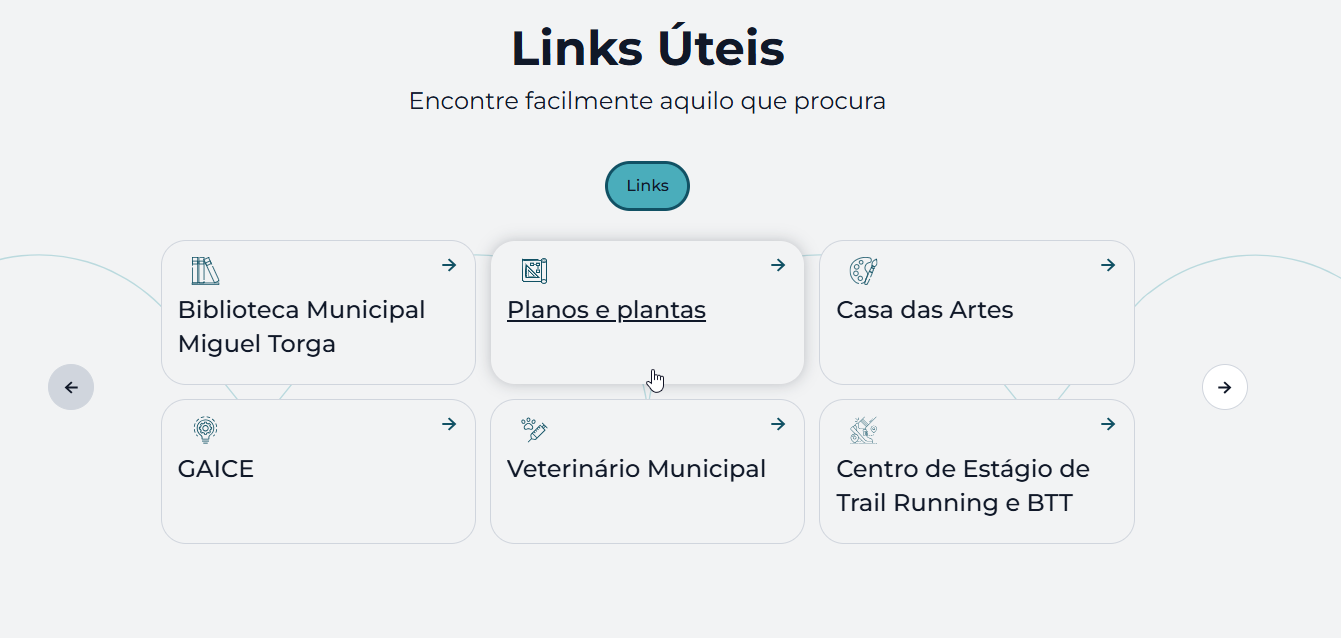 Links Úteis
Encontre facilmente aquilo que procura
Links
Biblioteca Municipal
Miguel Torga
Planos e plantas
Casa das Artes
GAICE
Veterinário Municipal
Centro de Estágio de
Trail Running e BTT